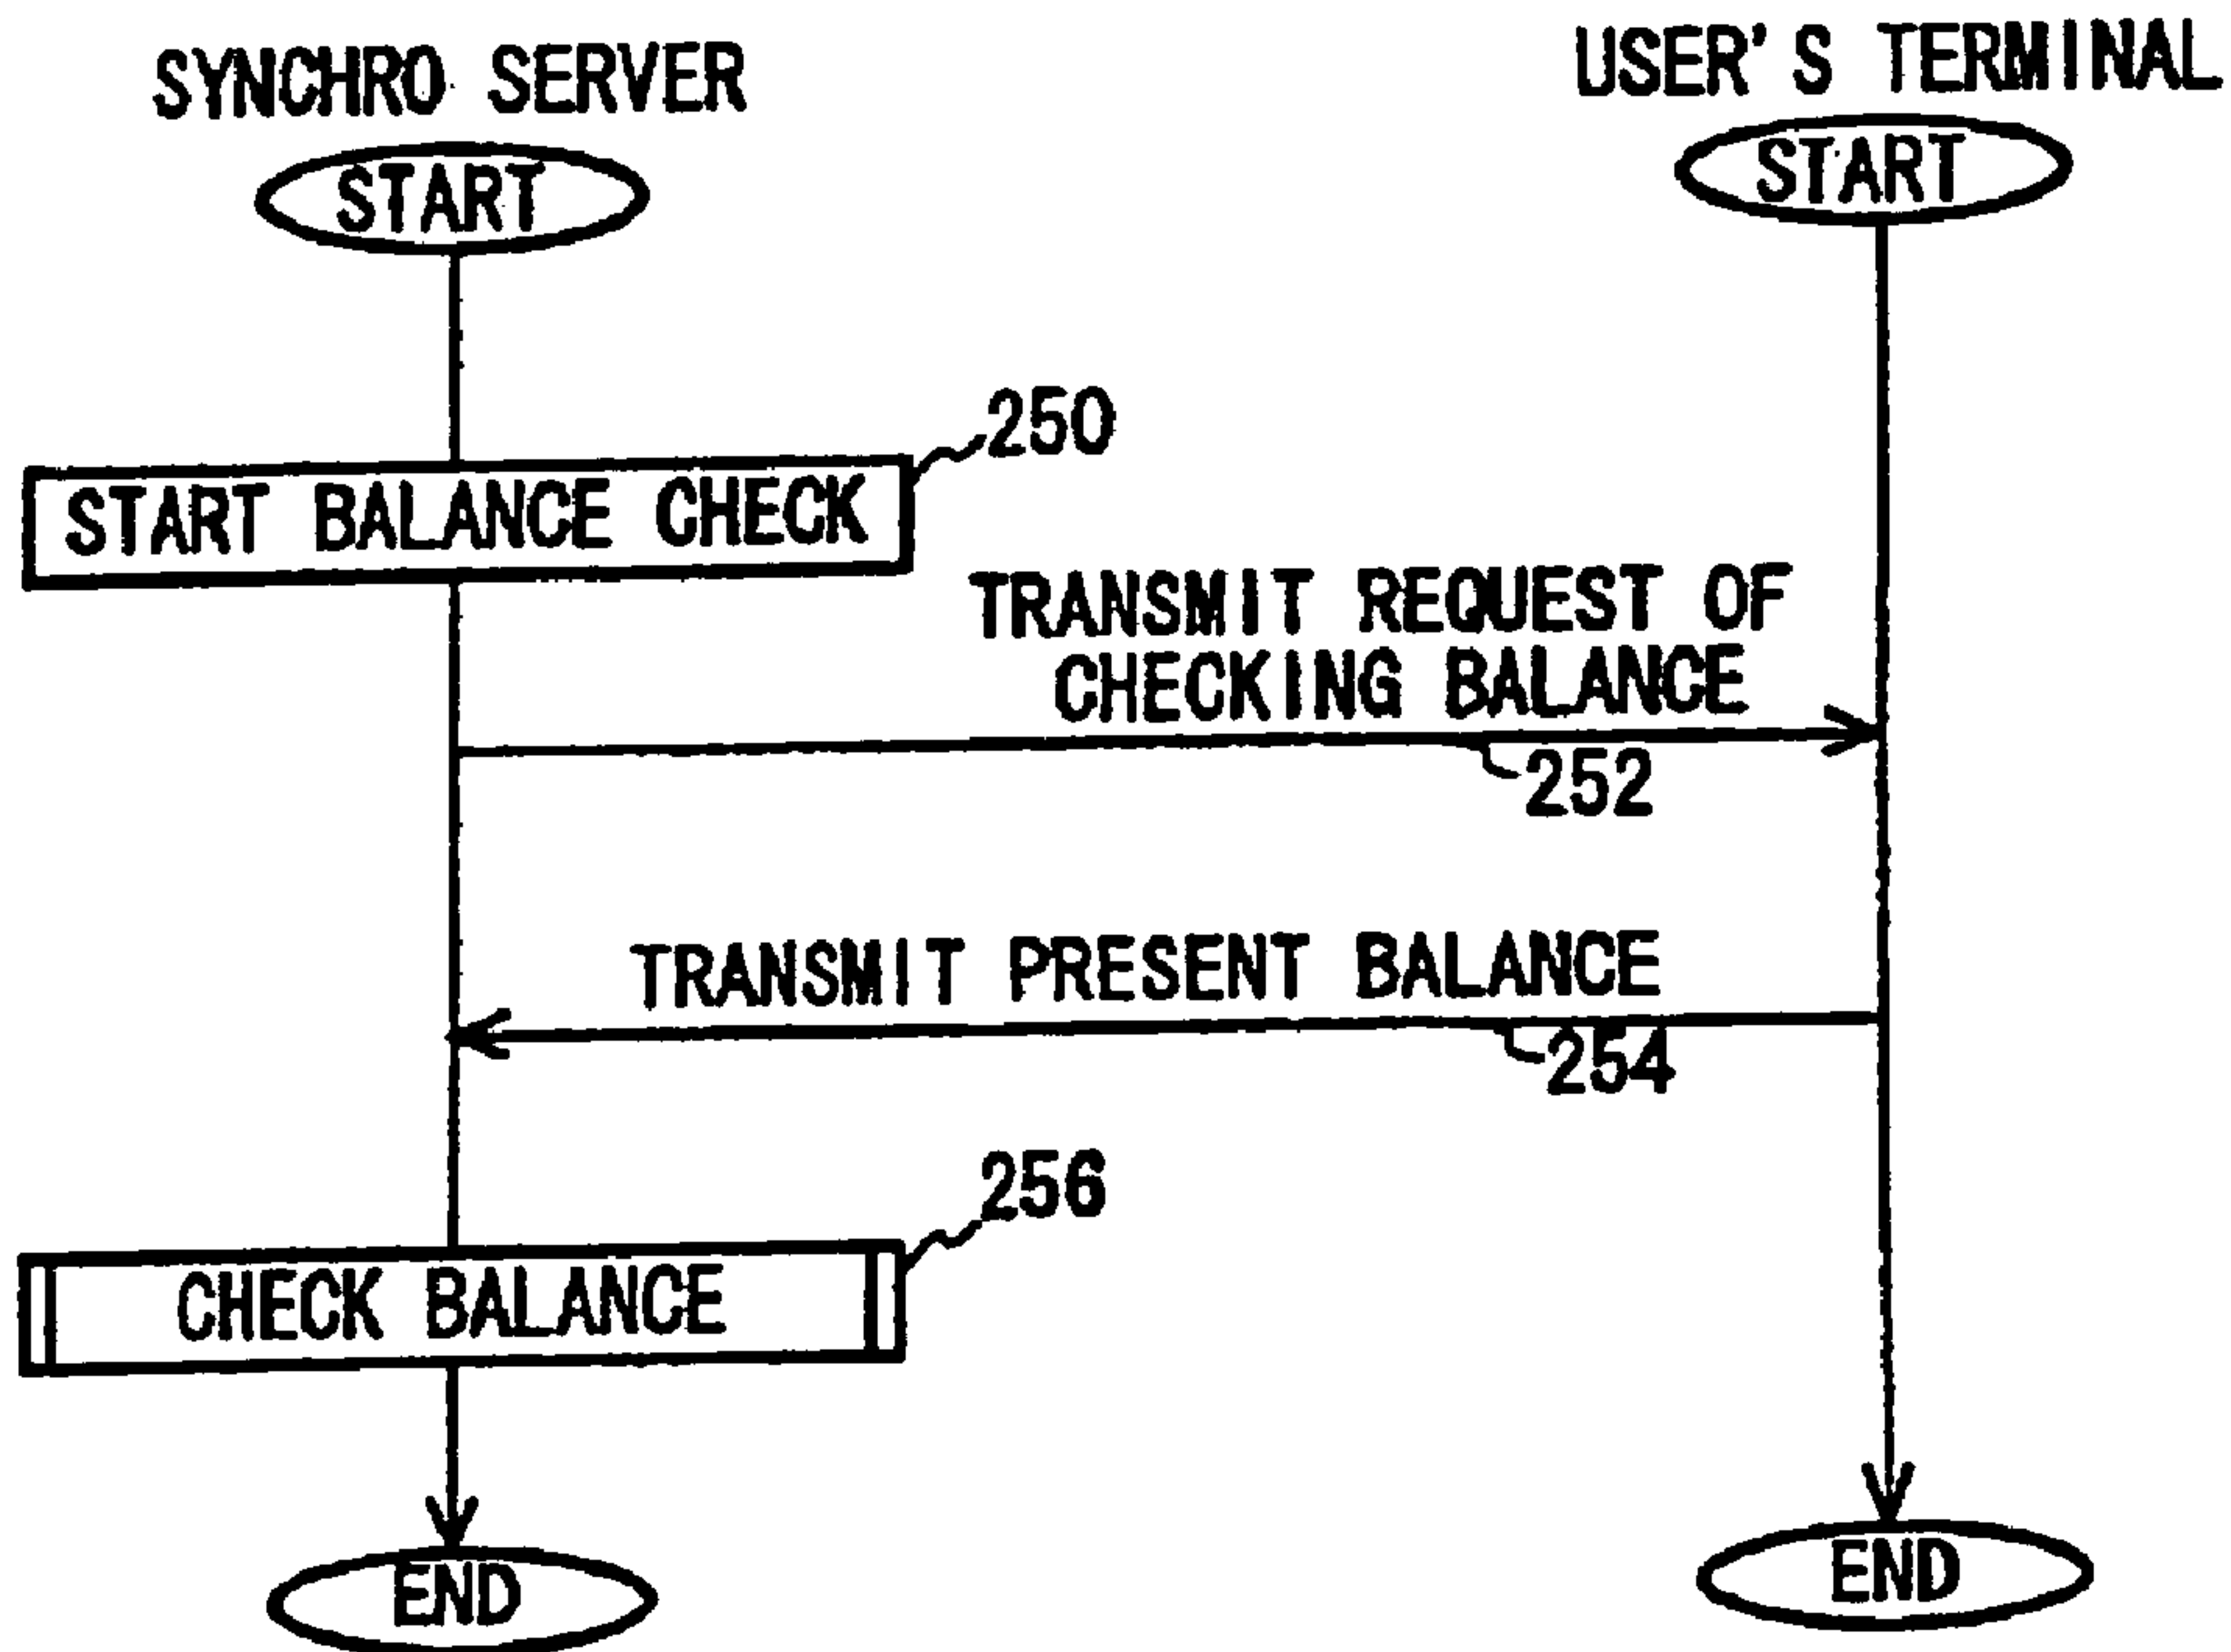 SYNCHRO SERVER
USER'S TERMINAL
START
START
250
START BALANCE CHECK
TRANSMIT REQUEST OF
CHECKING BALANCE
252
TRANSMIT PRESENT BALANCE
254
256
CHECK BALANCE
END
END